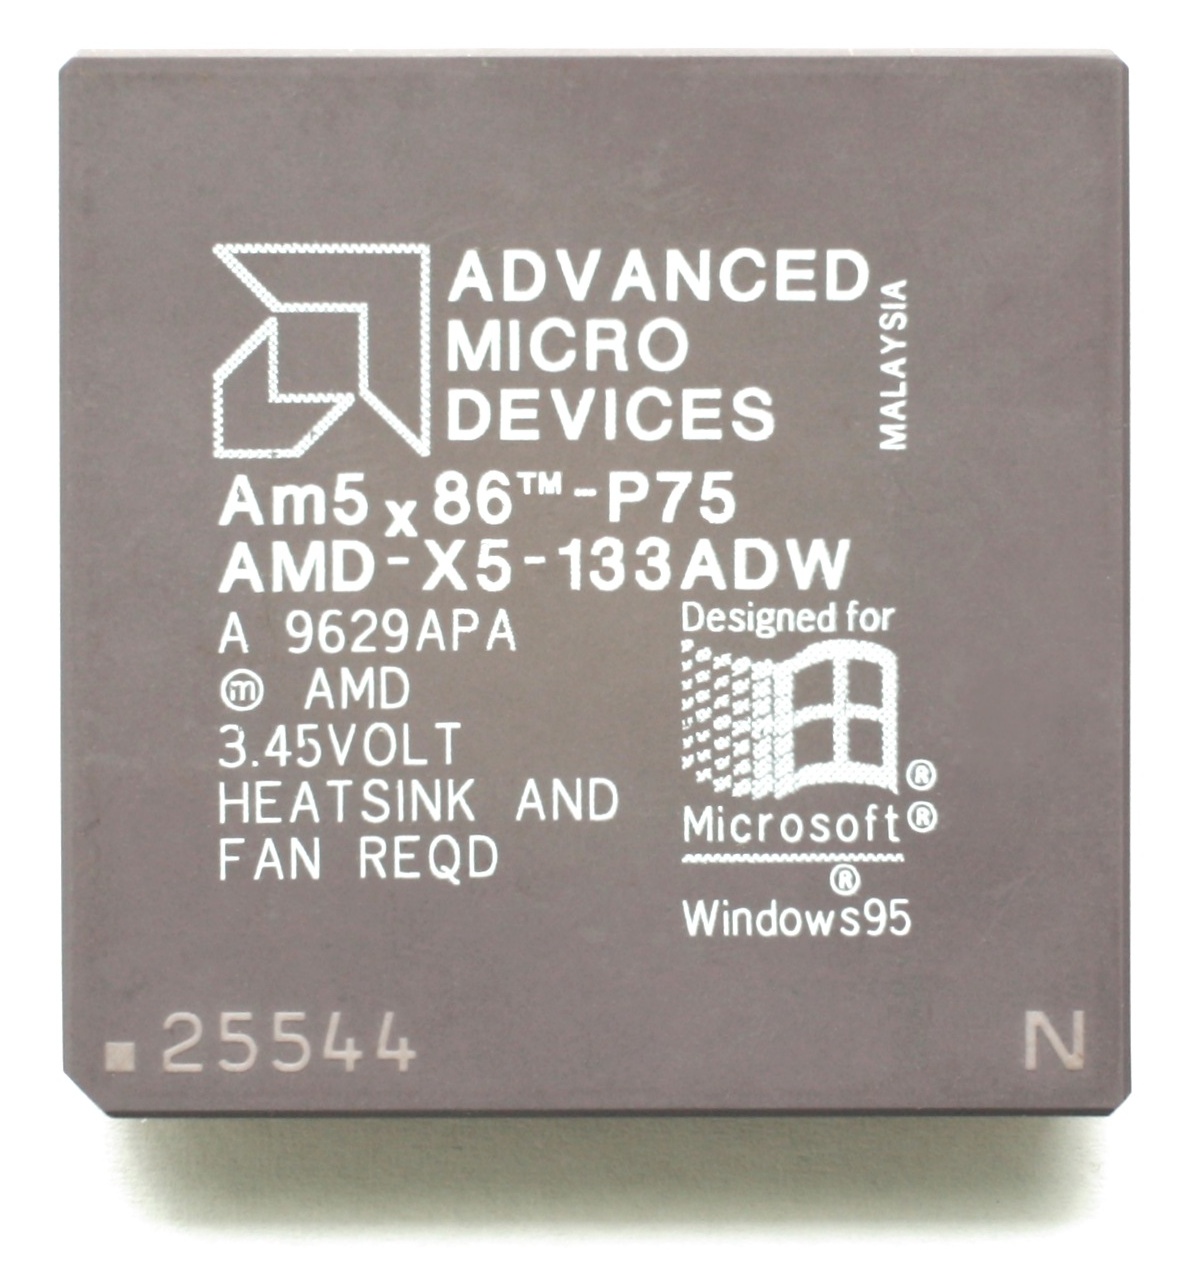 ADVANCED
MICRO
DEVICES
MALAYSIA
Am5x86™-P75
AMD-X5-133ADW
A 9629APA
ⓜ AMD
3.45VOLT
HEATSINK AND
FAN REQD
Designed for
®
Microsoft®
®
Windows95
25544
N